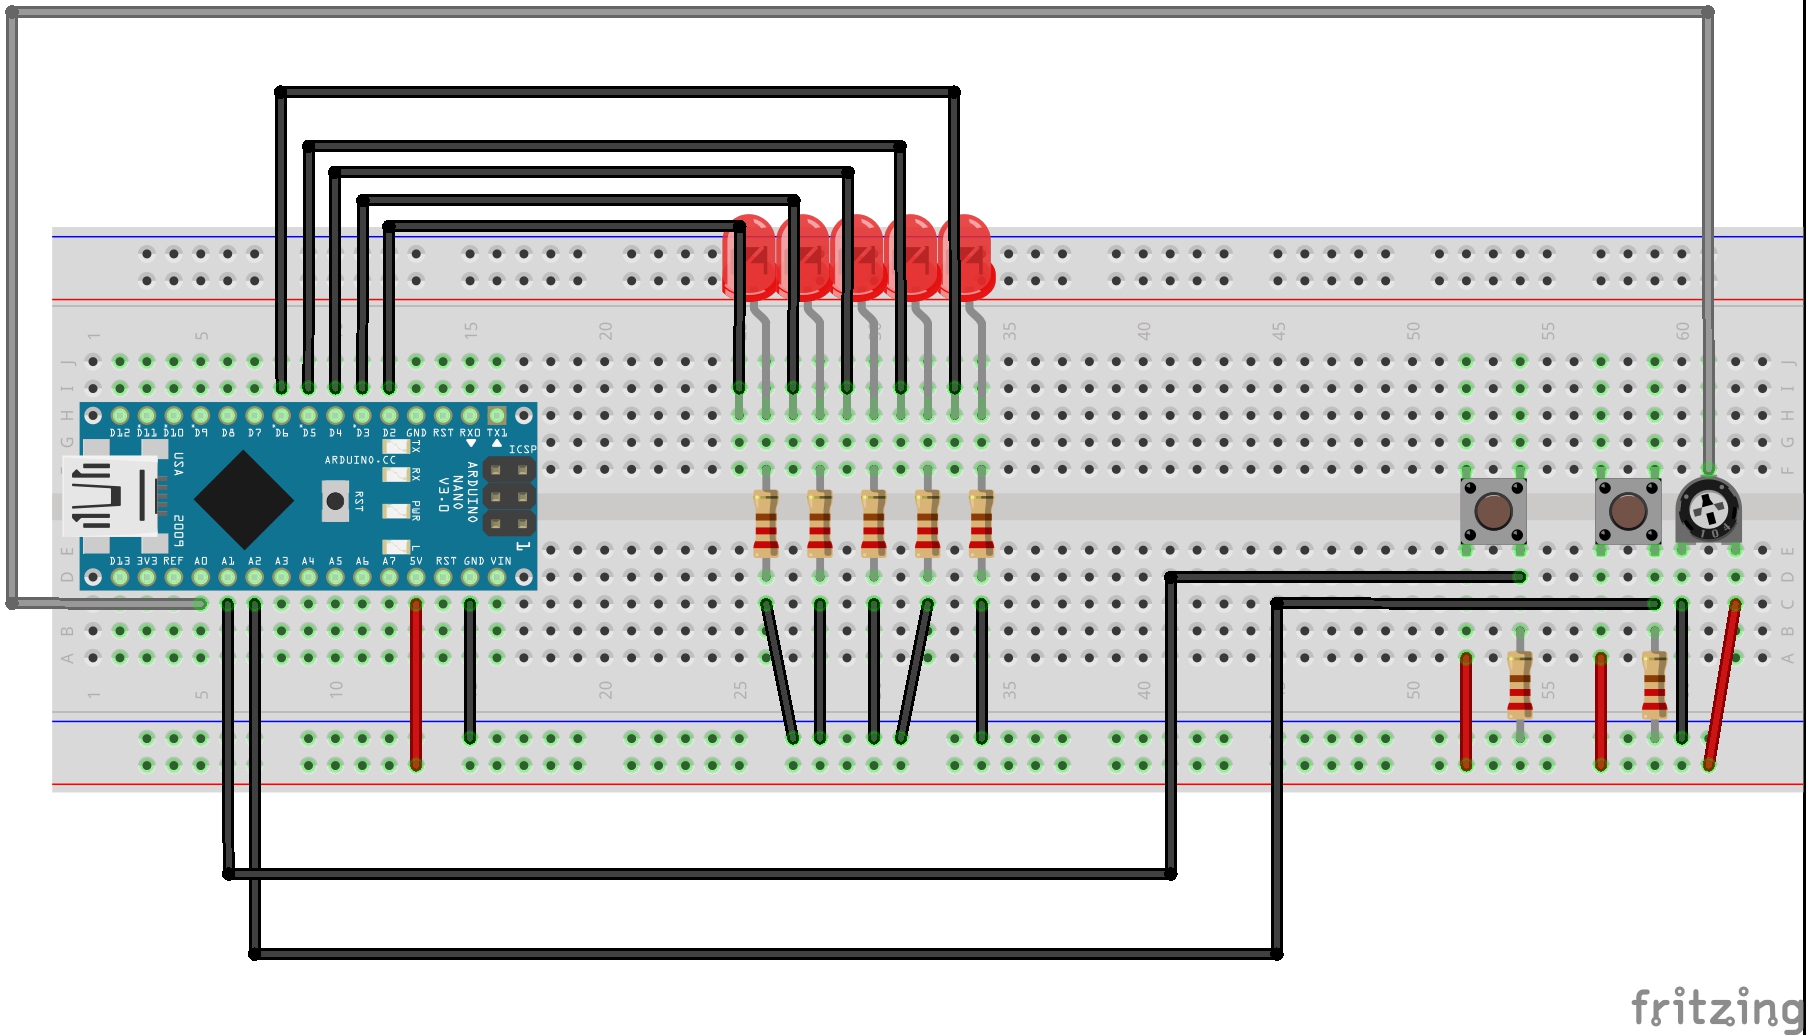 1 5 15 20 35 40 45 50 55 60
J J
I I
H H
G G
F
D12 D11 D10 D9 D8 D7 D6 D5 D4 D3 D2 GND RST RX0 TX1
TX
ICSP
ARDUINO.CC
RX
USA
RST
ARDUINO
NANO
V3.0
PWR
2009
L
1
104
D13 3V3 REF A0 A1 A2 A3 A4 A5 A6 A7 5V RST GND VIN
E E
D D
C C
B B
A A
1 5 10 20 25 35 40 50 55
fritzing